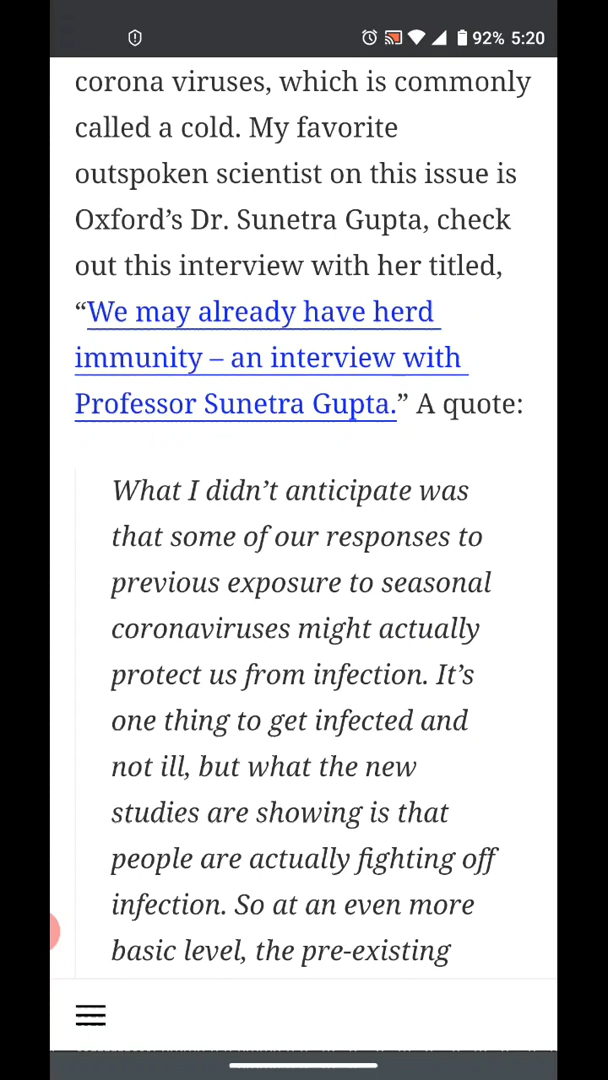 92% 5:20
corona viruses, which is commonly
called a cold. My favorite
outspoken scientist on this issue is
Oxford’s Dr. Sunetra Gupta, check
out this interview with her titled,
“We may already have herd
immunity – an interview with
Professor Sunetra Gupta.” A quote:
What I didn’t anticipate was
that some of our responses to
previous exposure to seasonal
coronaviruses might actually
protect us from infection. It’s
one thing to get infected and
not ill, but what the new
studies are showing is that
people are actually fighting off
infection. So at an even more
basic level, the pre-existing